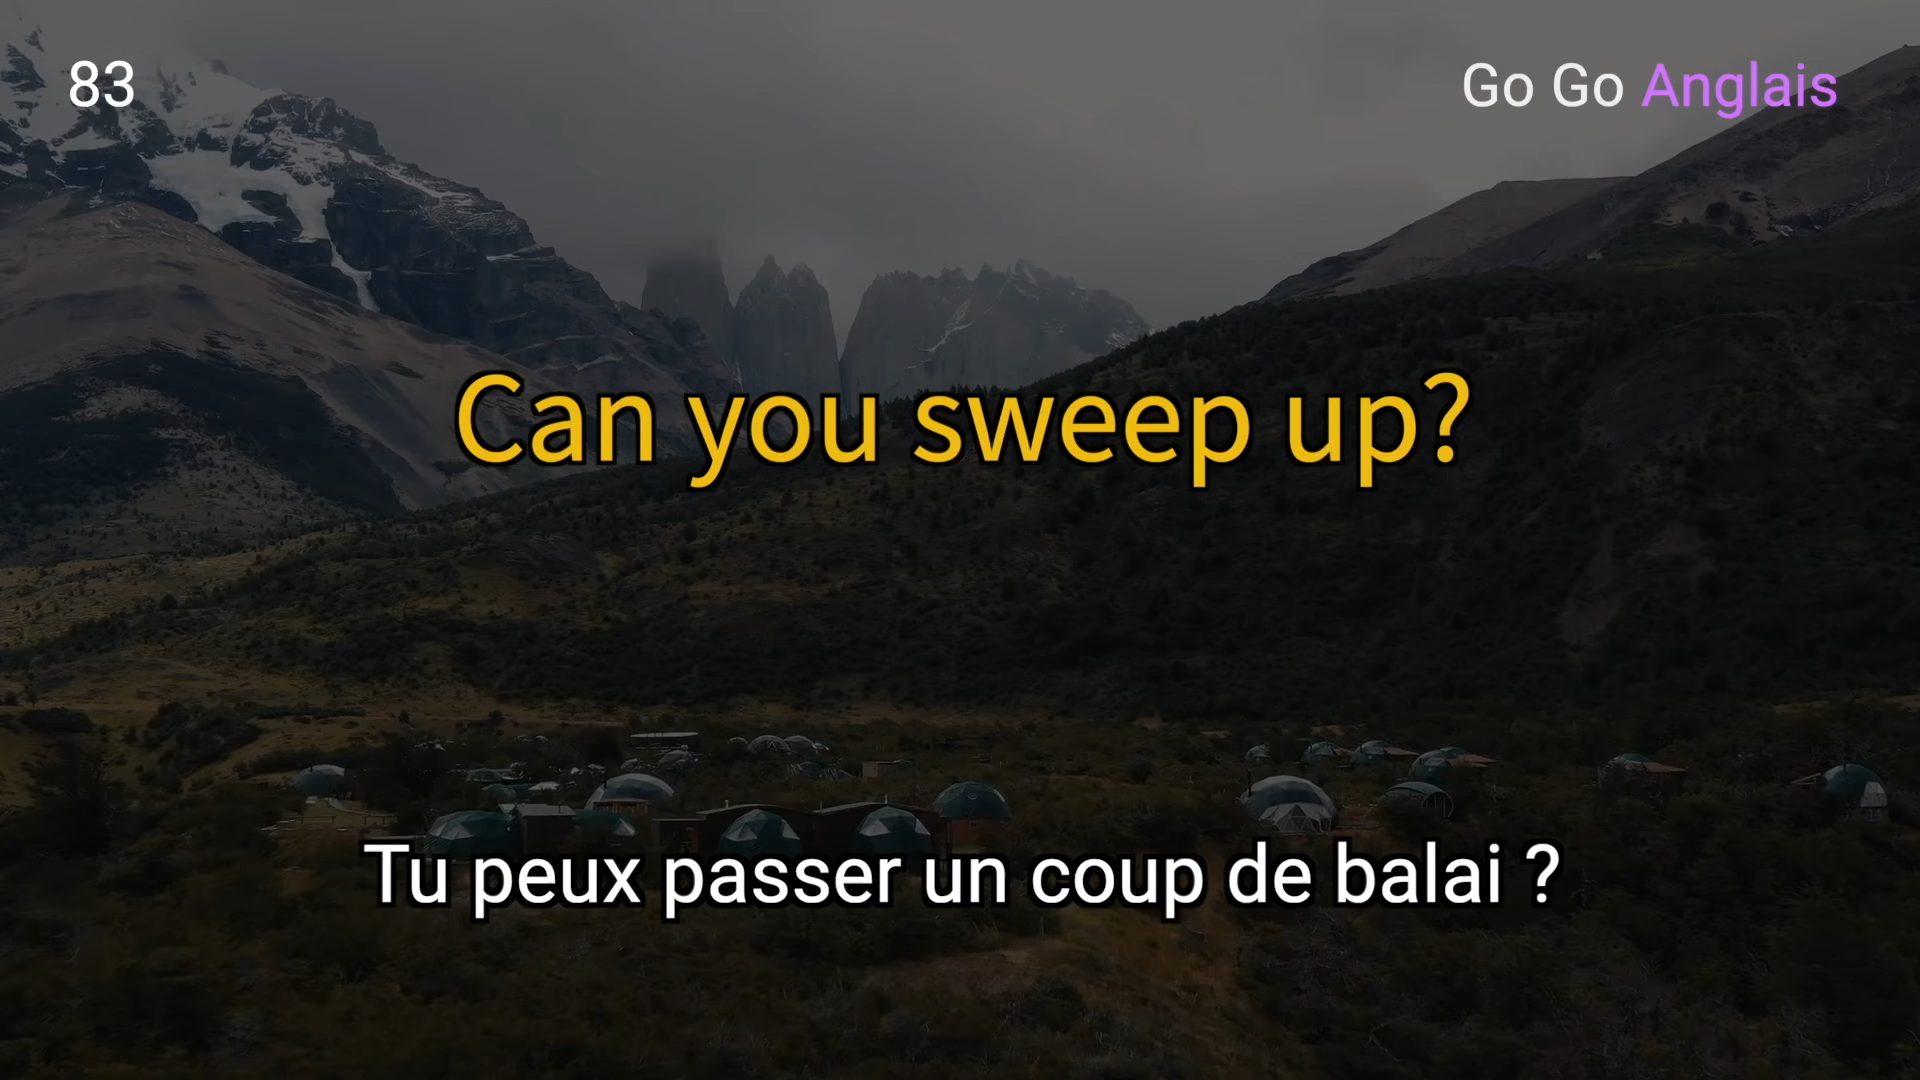 83
Go Go Anglais
Can you sweep up?
Tu peux passer un coup de balai ?